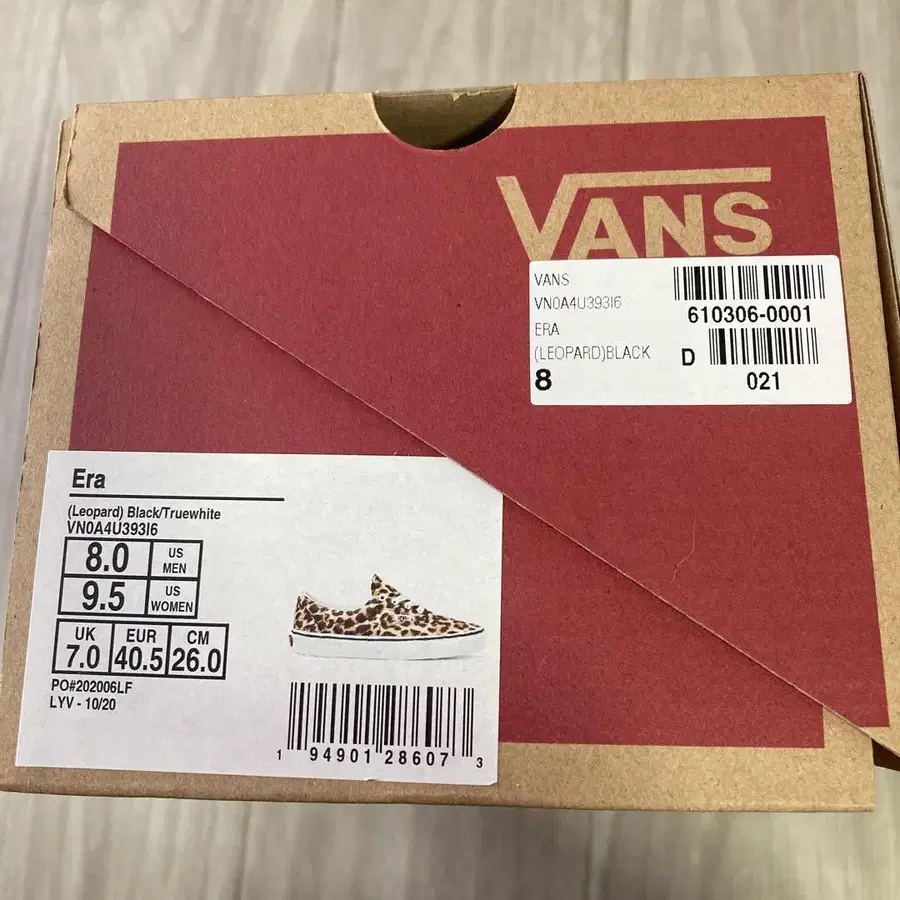 VANS
VANS
VN0A4U393I6
ERA
(LEOPARD)BLACK
8
610306-0001
D
021
Era
(Leopard) Black/Truewhite
VN0A4U393I6
8.0 US MEN
9.5 US WOMEN
UK EUR CM
7.0 40.5 26.0
PO#202006LF
LYV - 10/20
1 94901 28607 3